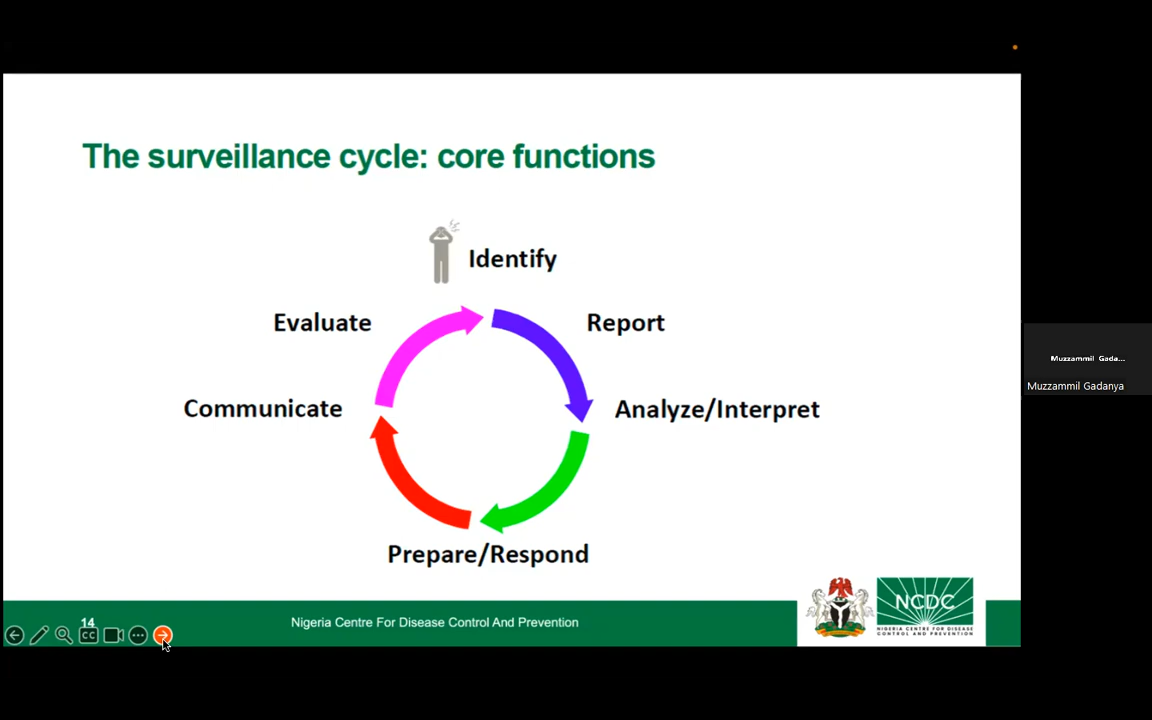 The surveillance cycle: core functions
Identify
Evaluate
Report
Communicate
Analyze/Interpret
Prepare/Respond
Muzzammil Gada...
Muzzammil Gadanya
14
CC
Nigeria Centre For Disease Control And Prevention
NCDC
NIGERIA CENTRE FOR DISEASE
CONTROL AND PREVENTION